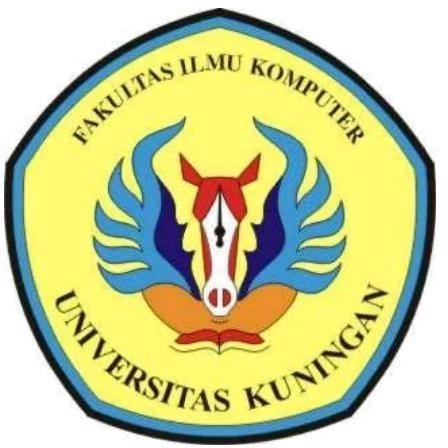 FAKULTAS ILMU KOMPUTER
UNIVERSITAS KUNINGAN